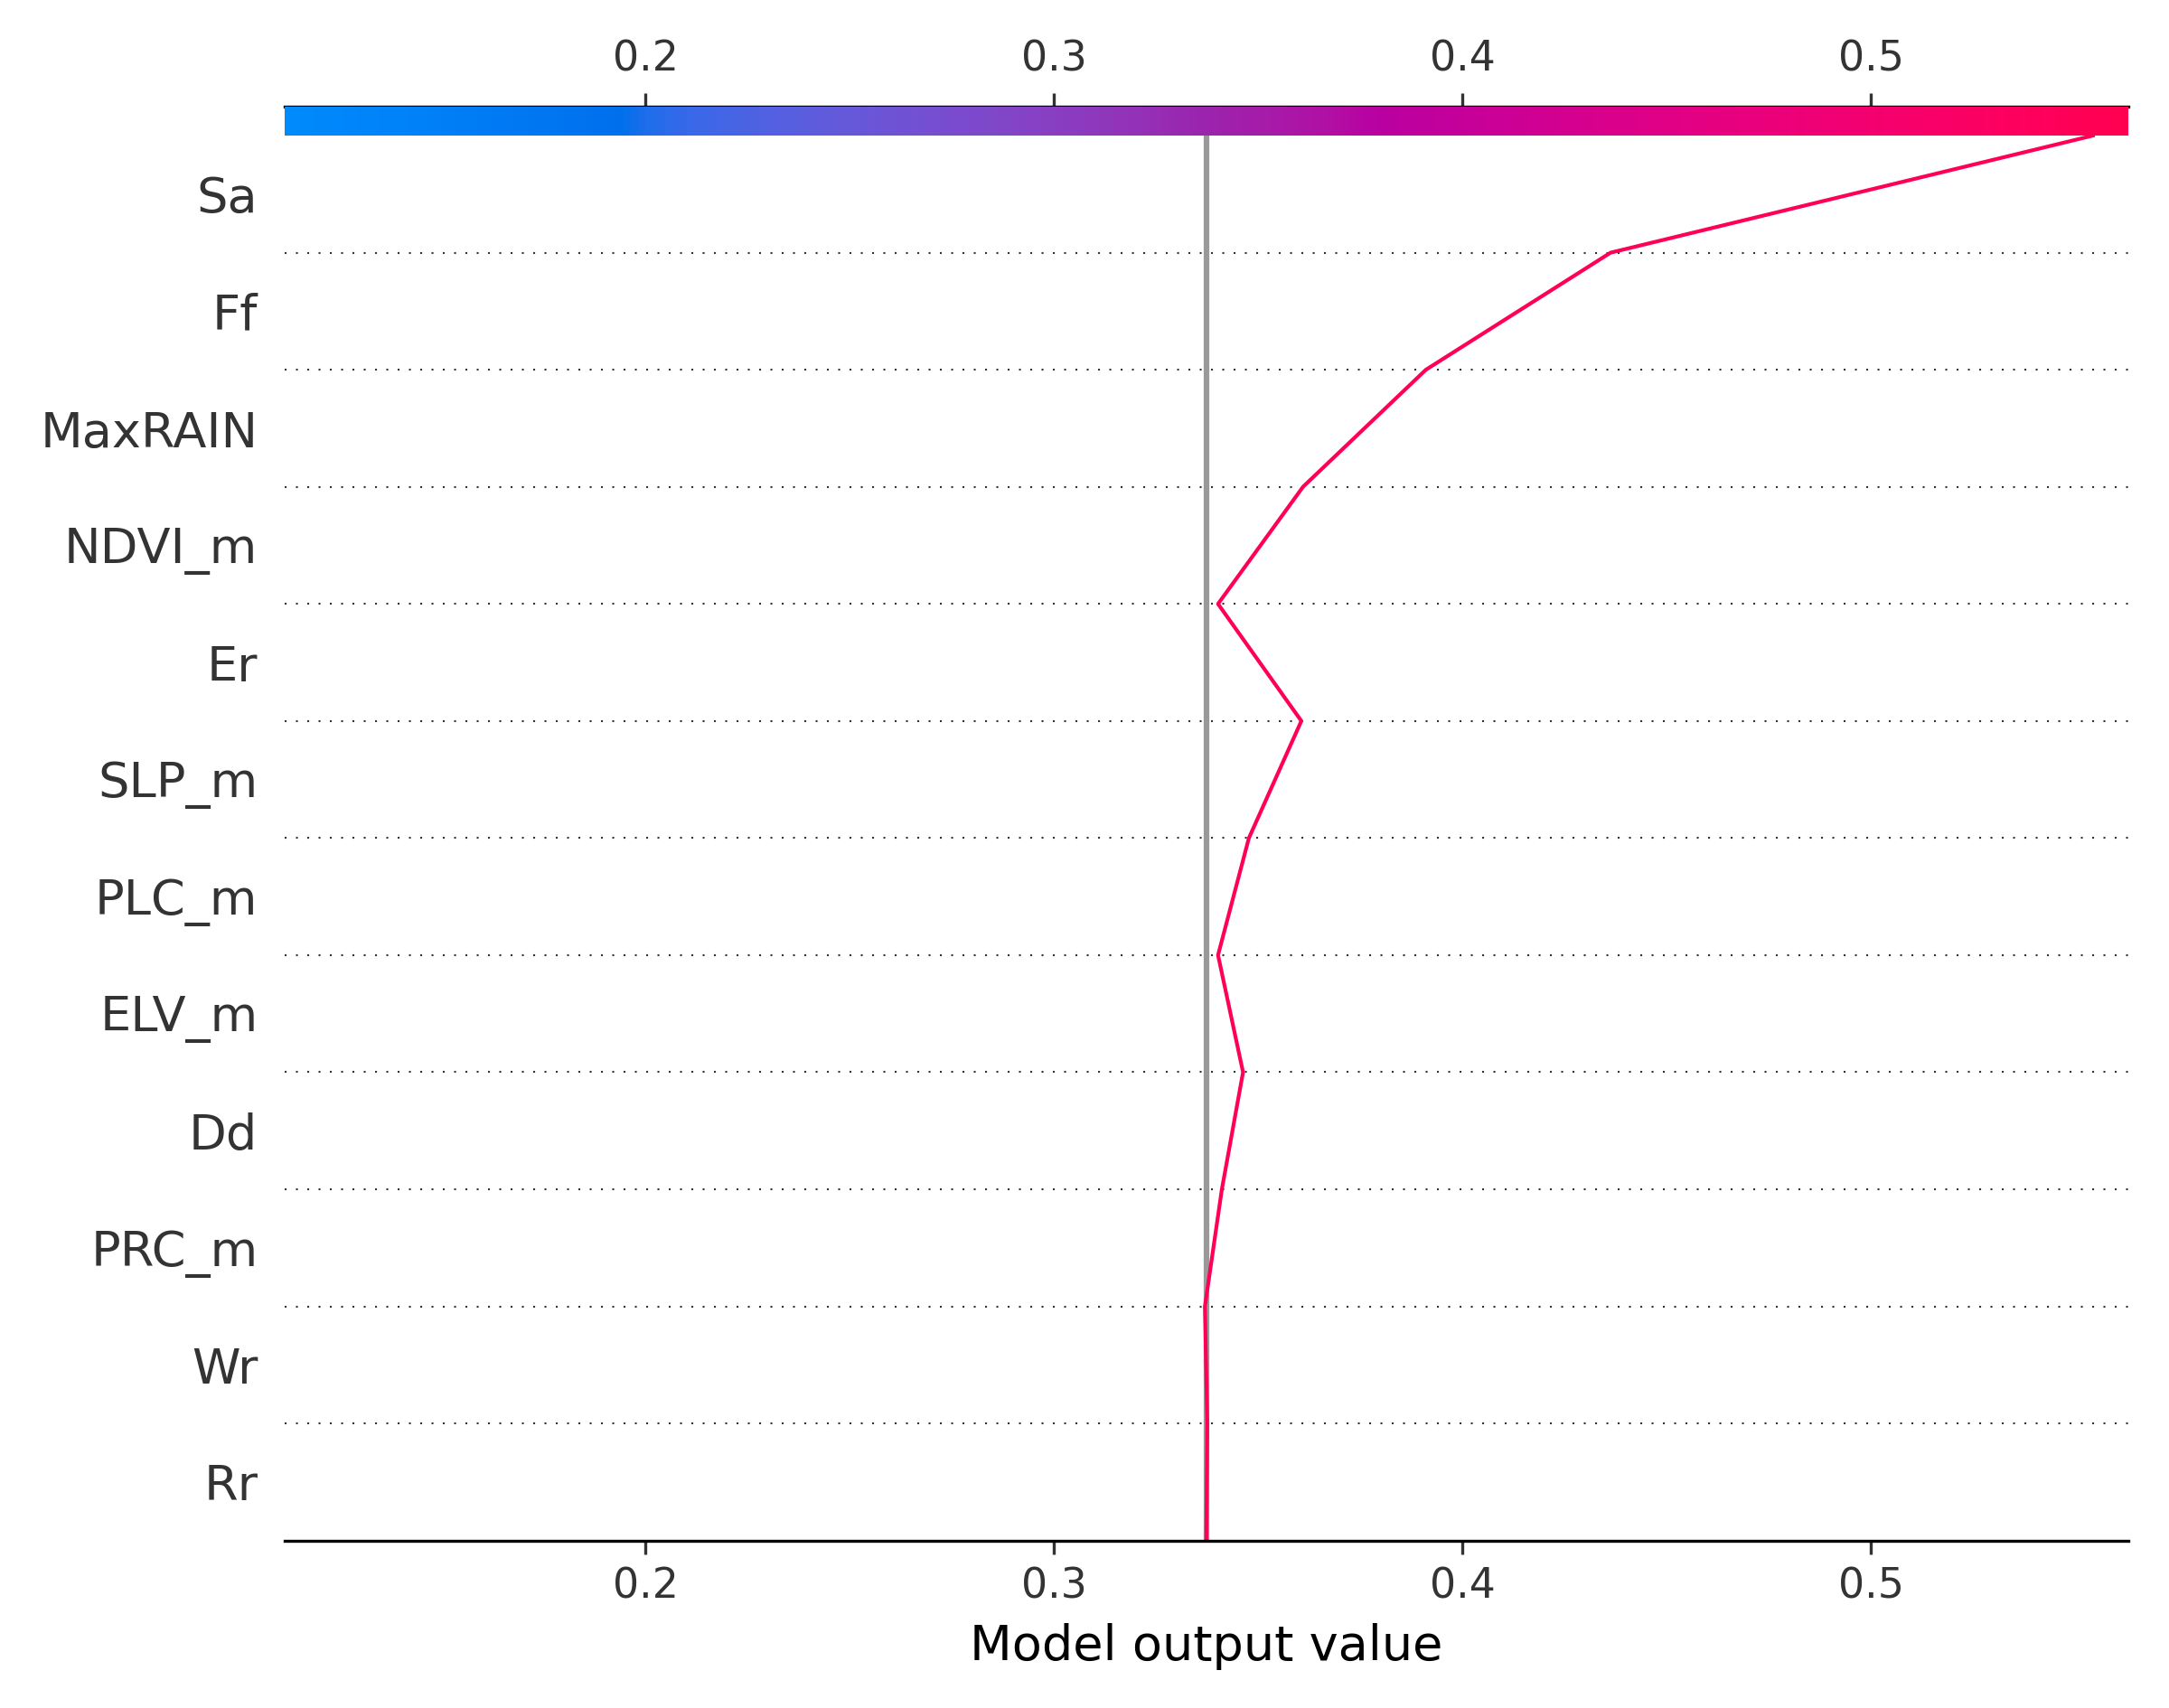 0.2 0.3 0.4 0.5
Sa
Ff
MaxRAIN
NDVI_m
Er
SLP_m
PLC_m
ELV_m
Dd
PRC_m
Wr
Rr
0.2 0.3 0.4 0.5
Model output value